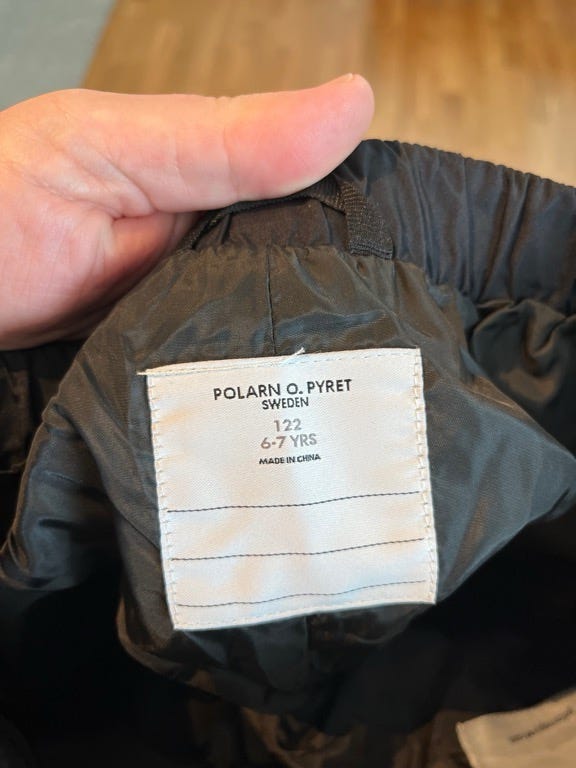 POLARN O. PYRET
SWEDEN
122
6-7 YRS
MADE IN CHINA